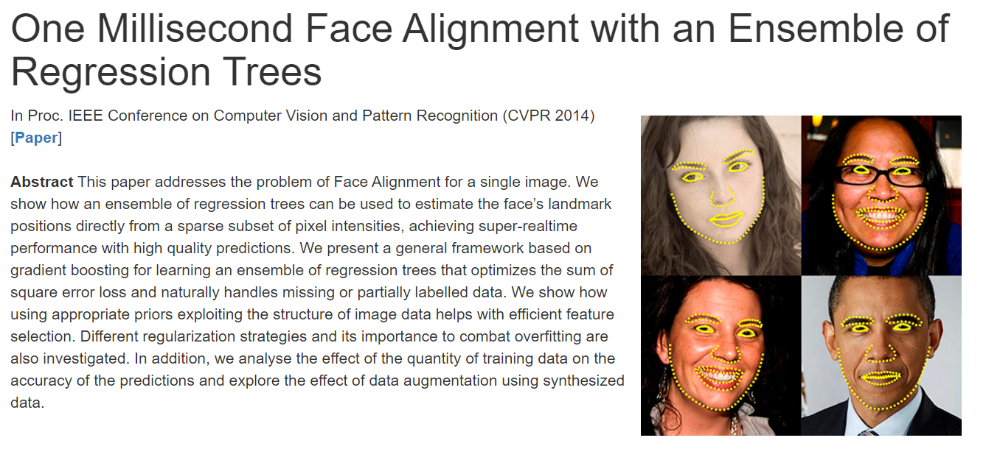 One Millisecond Face Alignment with an Ensemble of
Regression Trees
In Proc. IEEE Conference on Computer Vision and Pattern Recognition (CVPR 2014)
[Paper]
Abstract This paper addresses the problem of Face Alignment for a single image. We
show how an ensemble of regression trees can be used to estimate the face’s landmark
positions directly from a sparse subset of pixel intensities, achieving super-realtime
performance with high quality predictions. We present a general framework based on
gradient boosting for learning an ensemble of regression trees that optimizes the sum of
square error loss and naturally handles missing or partially labelled data. We show how
using appropriate priors exploiting the structure of image data helps with efficient feature
selection. Different regularization strategies and its importance to combat overfitting are
also investigated. In addition, we analyse the effect of the quantity of training data on the
accuracy of the predictions and explore the effect of data augmentation using synthesized
data.